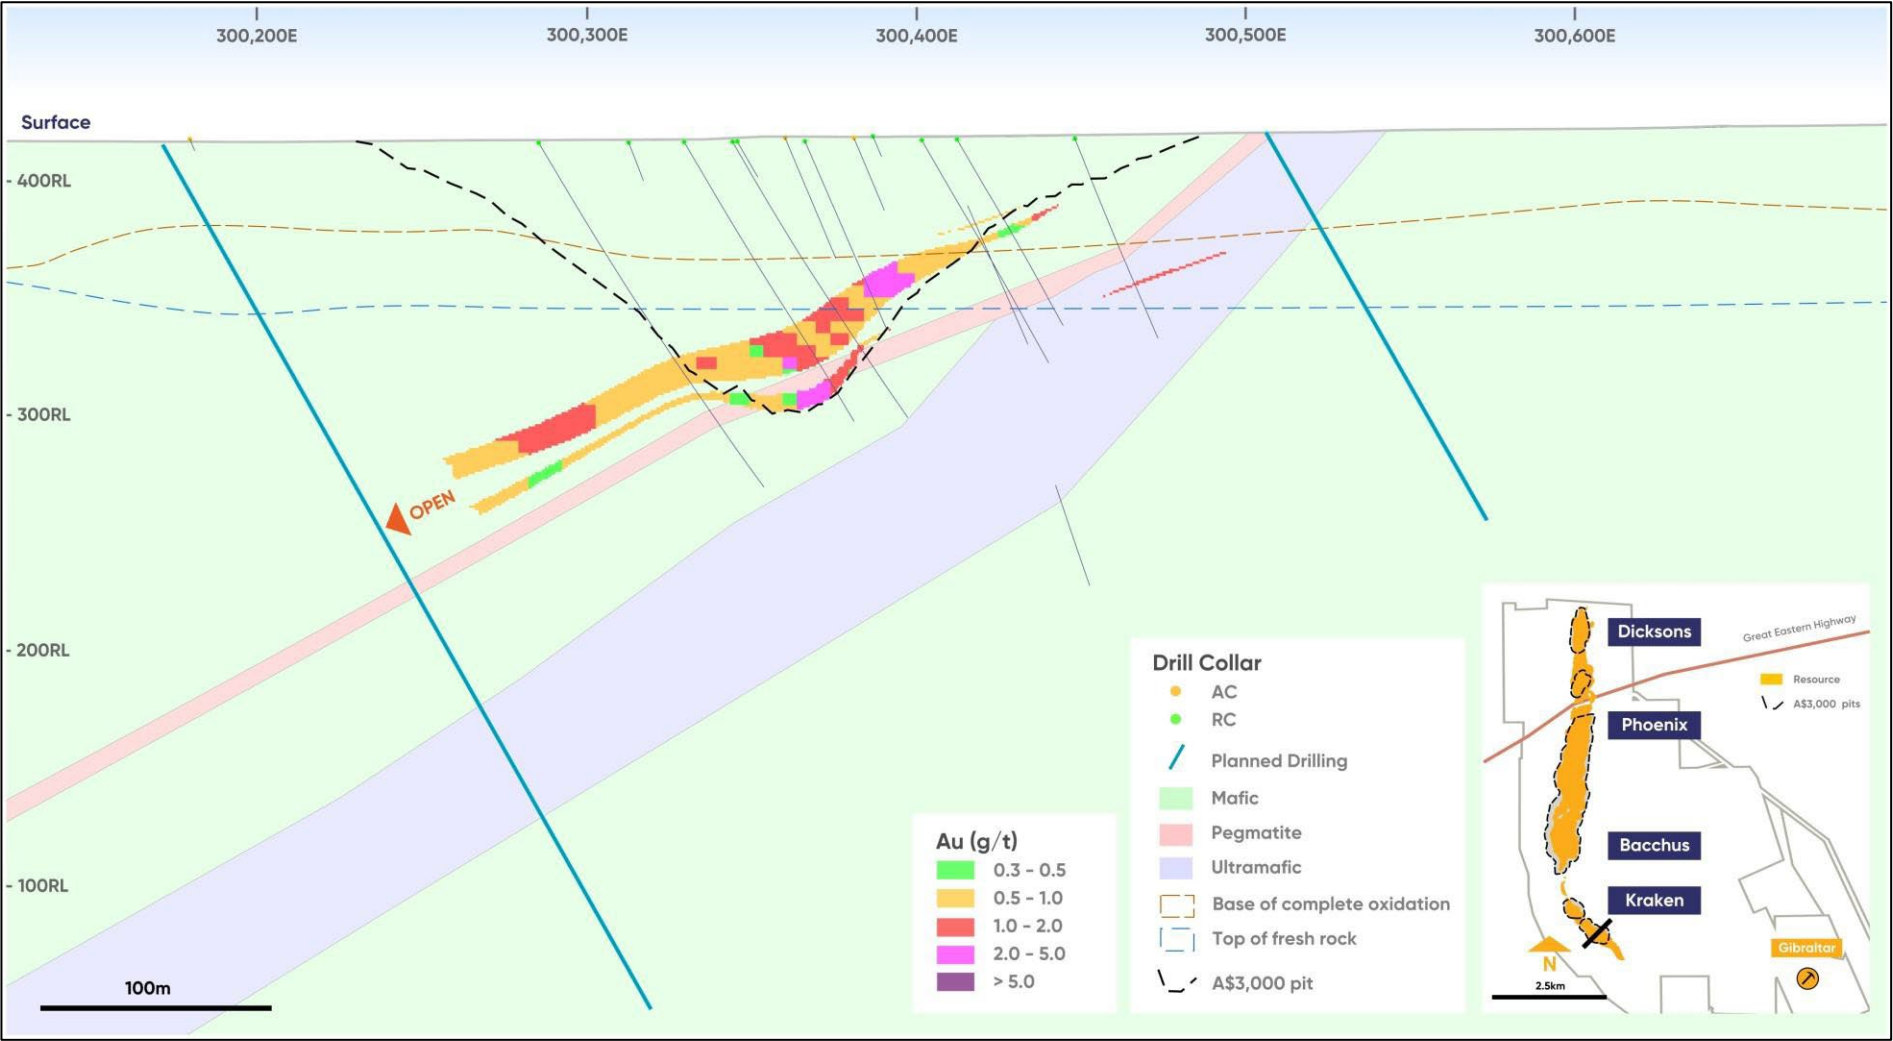 300,200E
300,300E
300,400E
300,500E
300,600E
Surface
400RL
300RL
200RL
100RL
OPEN
100m
Au (g/t)
0.3 - 0.5
0.5 - 1.0
1.0 - 2.0
2.0 - 5.0
> 5.0
Drill Collar
AC
RC
Planned Drilling
Mafic
Pegmatite
Ultramafic
Base of complete oxidation
Top of fresh rock
A$3,000 pit
Dicksons
Great Eastern Highway
Resource
A$3,000 pits
Phoenix
Bacchus
Kraken
Gibraltar
N
2.5km